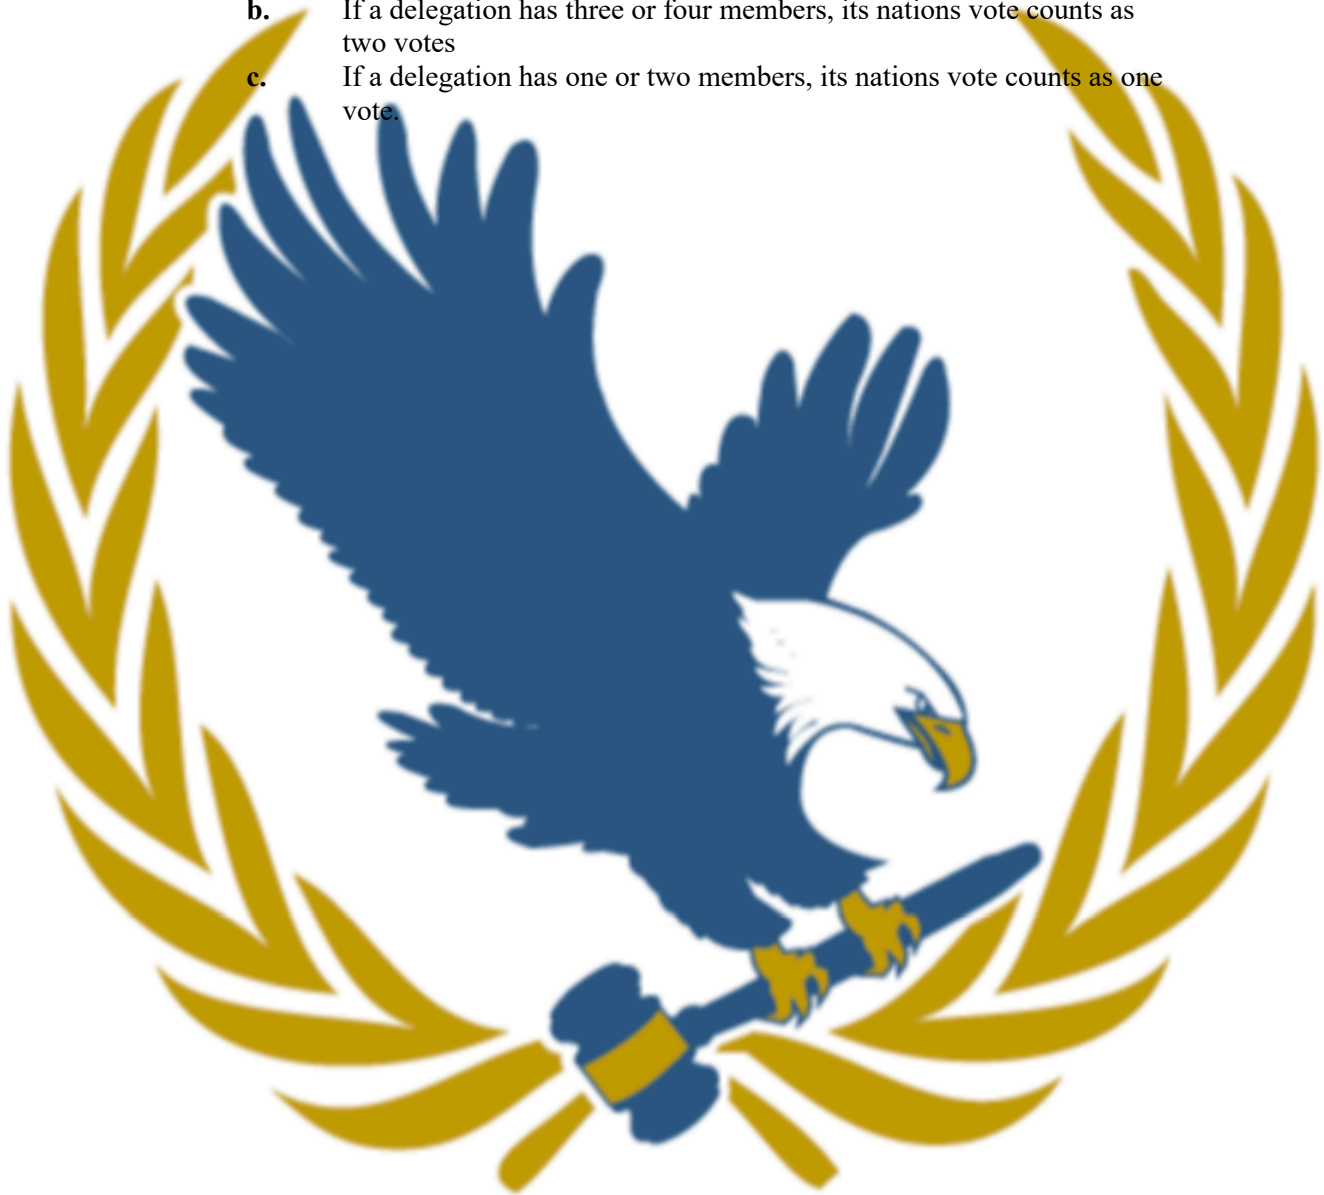 b. If a delegation has three or four members, its nations vote counts as
two votes
c. If a delegation has one or two members, its nations vote counts as one
vote.